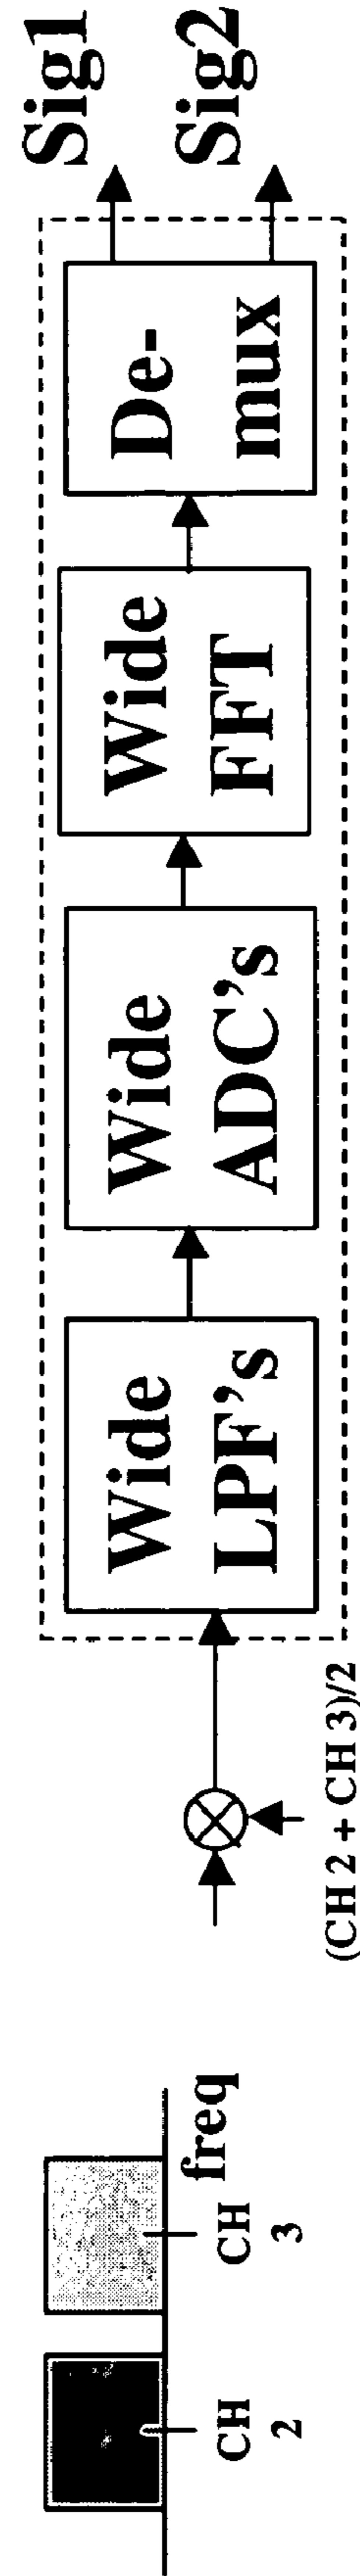 freq
CH
2
CH
3
(CH 2 + CH 3)/2
Wide
LPF's
Wide
ADC's
Wide
FFT
De-
mux
Sig1
Sig2